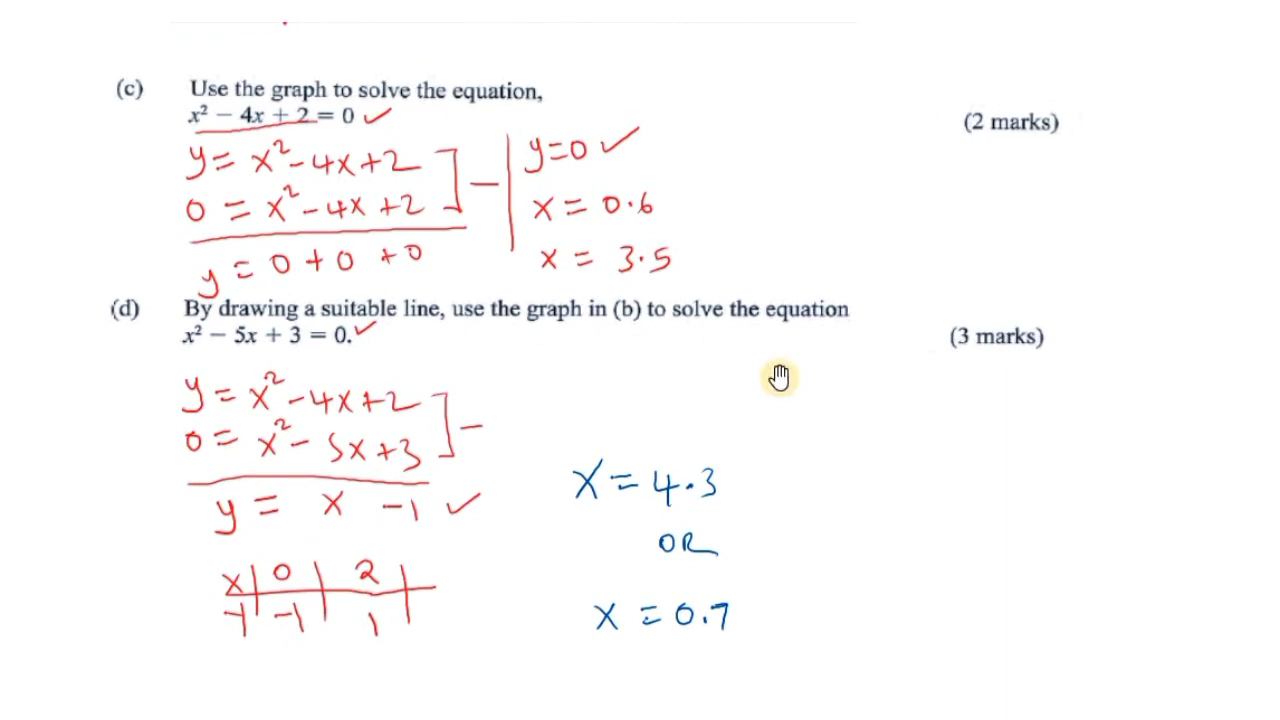 (c) Use the graph to solve the equation,
x² − 4x + 2 = 0 ✓ (2 marks)
y = x² - 4x + 2
0 = x² - 4x + 2
y = 0 + 0 + 0
−
y=0 ✓
x = 0.6
x = 3.5
(d) By drawing a suitable line, use the graph in (b) to solve the equation
x² − 5x + 3 = 0. ✓ (3 marks)
y = x² - 4x + 2
0 = x² - 5x + 3
−
y = x - 1 ✓
x | 0 | 2 |
y | -1 | 1 |
x = 4.3
OR
x = 0.7